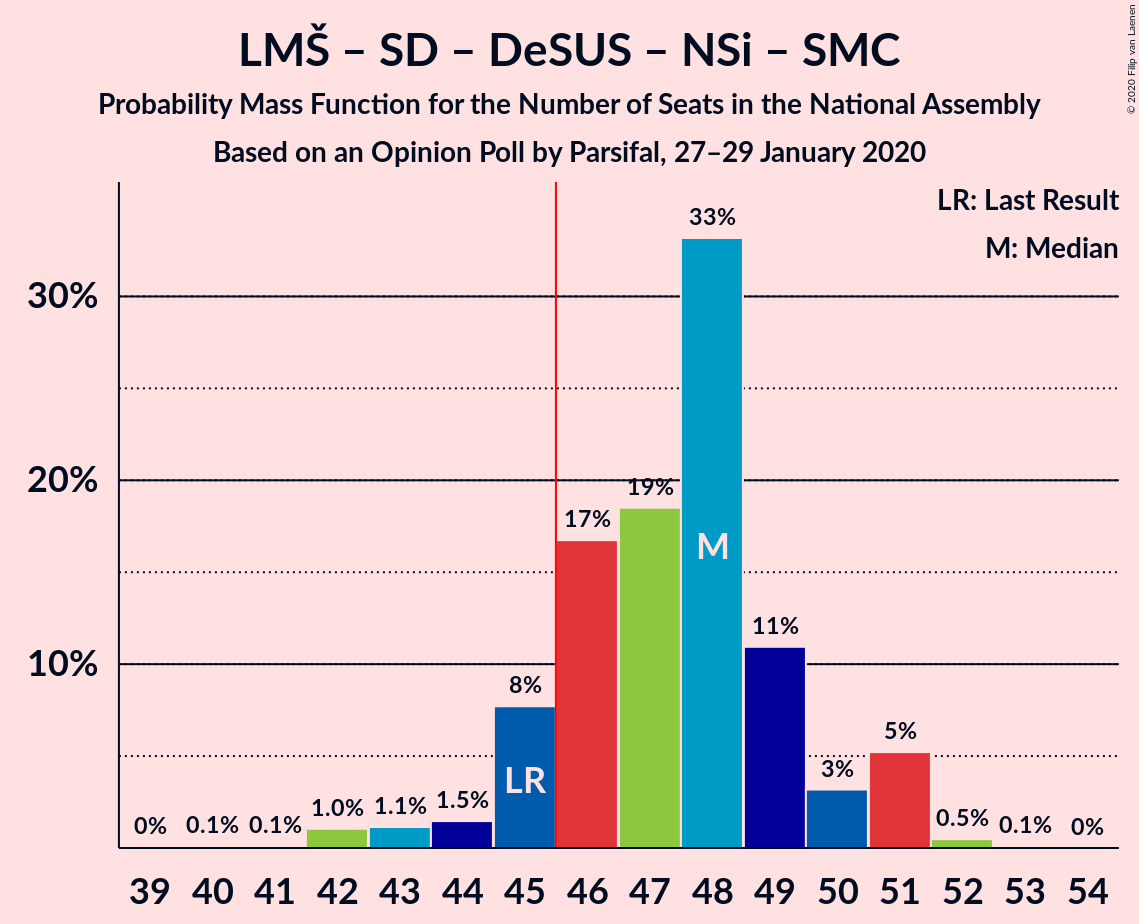 LMŠ – SD – DeSUS – NSi – SMC
Probability Mass Function for the Number of Seats in the National Assembly
Based on an Opinion Poll by Parsifal, 27–29 January 2020
© 2020 Filip van Laenen
LR: Last Result
M: Median
30%
20%
10%
0%
0.1%
0.1%
1.0%
1.1%
1.5%
8%
17%
19%
33%
11%
3%
5%
0.5%
0.1%
0%
LR
M
39 40 41 42 43 44 45 46 47 48 49 50 51 52 53 54